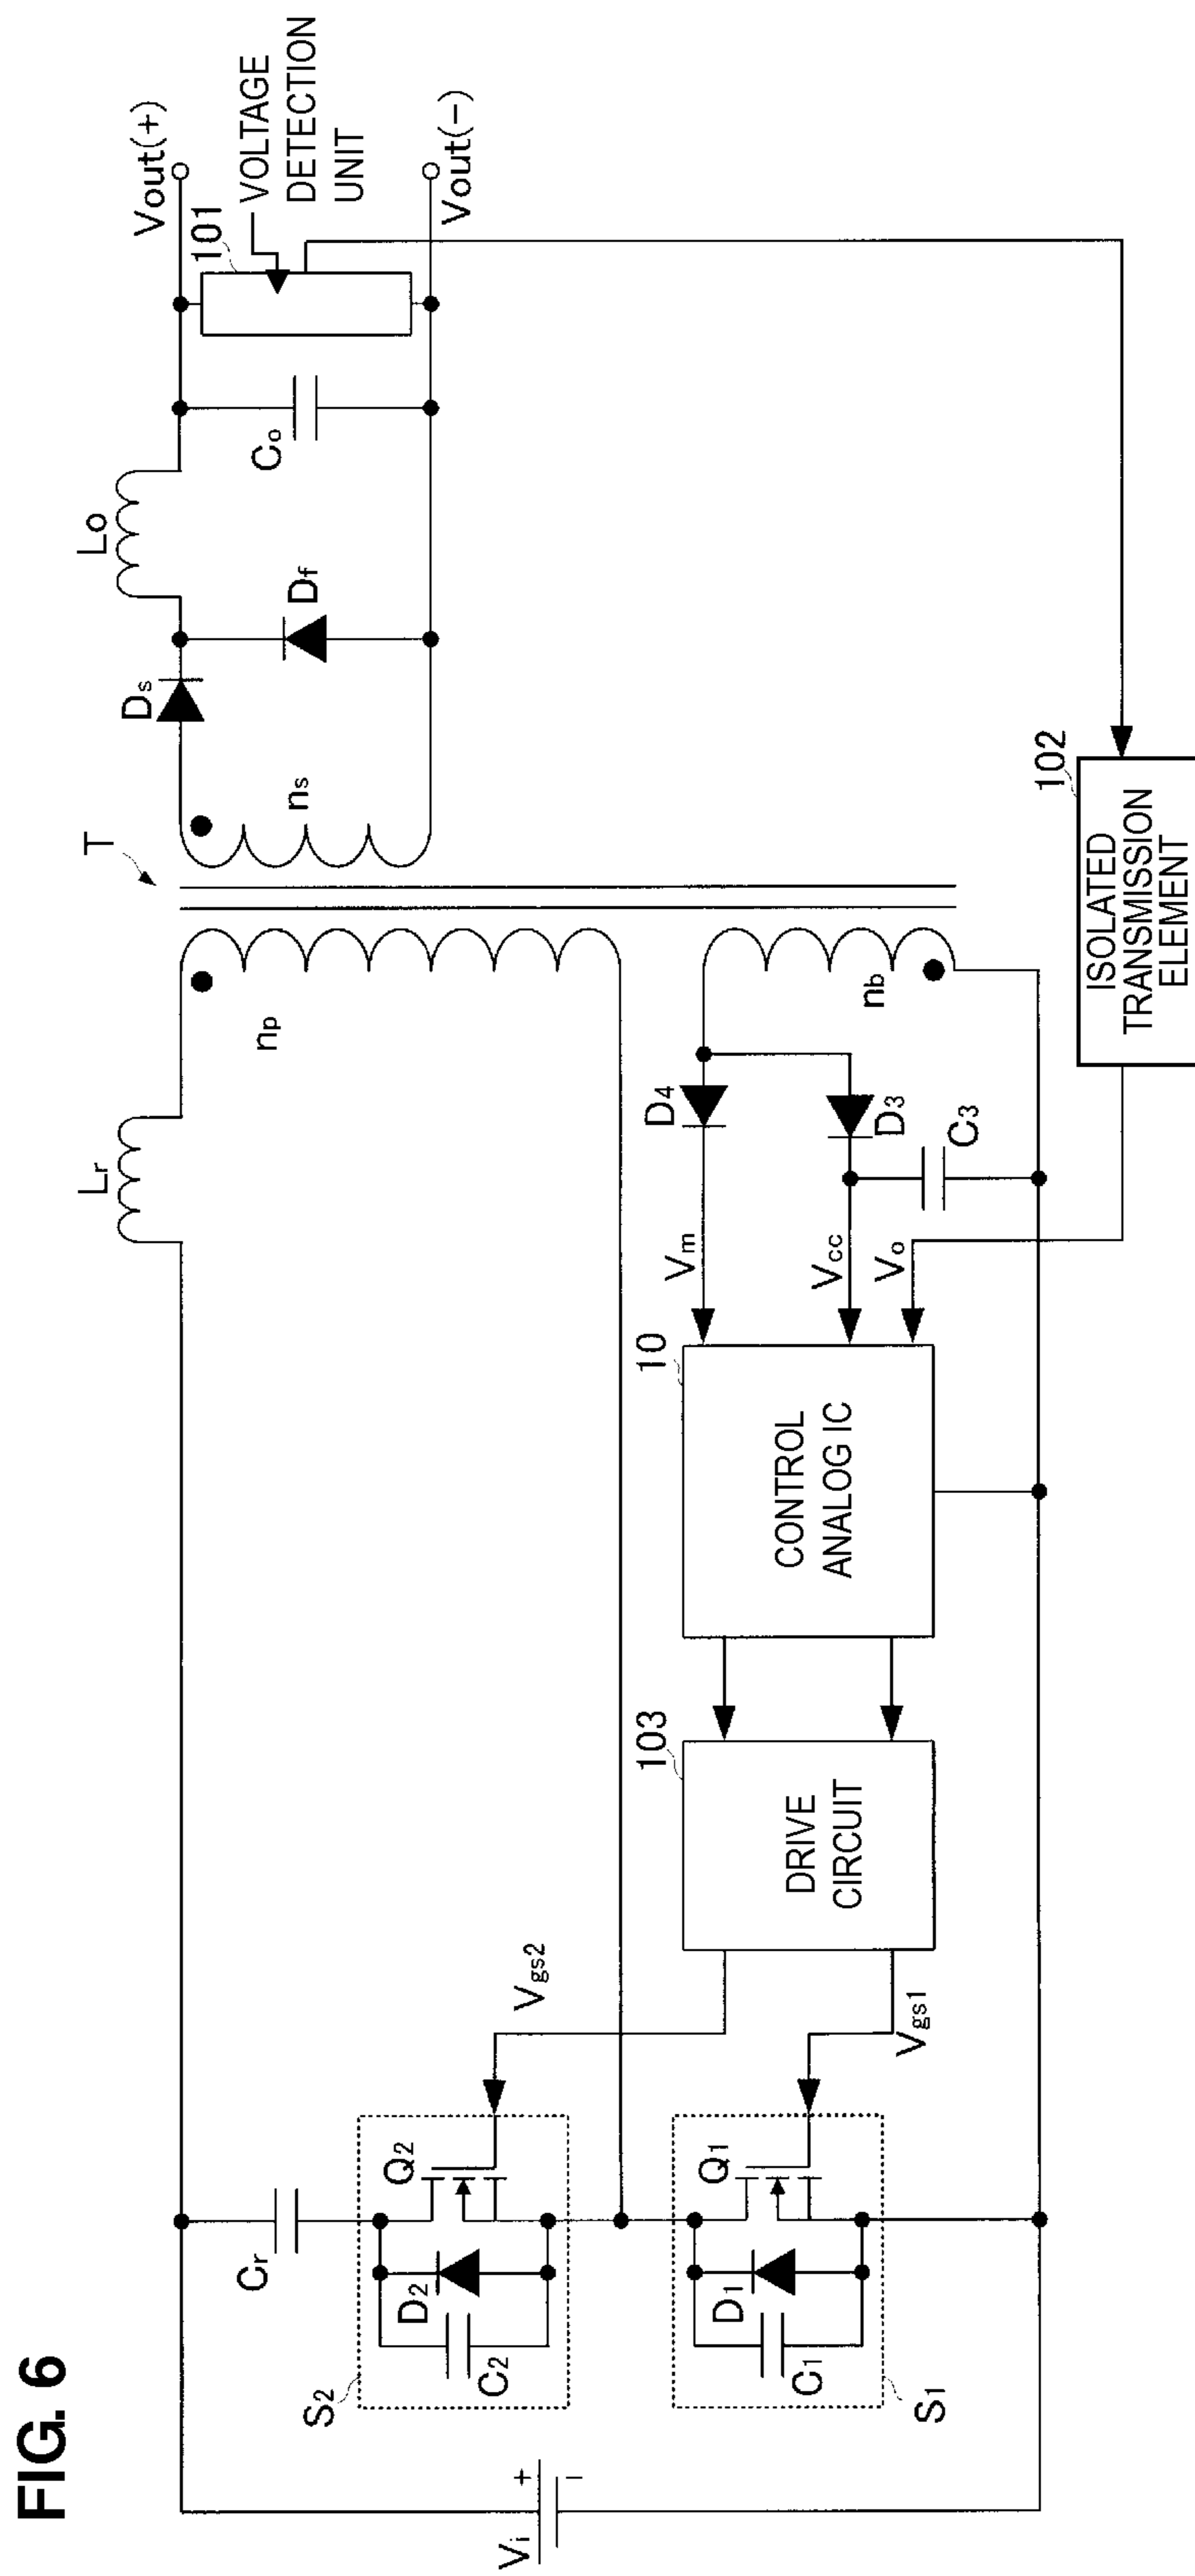 FIG. 6
Vi
+
−
Cr
S2
Q2
D2
C2
S1
Q1
D1
C1
Vgs2
Vgs1
103
DRIVE
CIRCUIT
10
CONTROL
ANALOG IC
Vm
Vcc
Vo
D4
D3
C3
Lr
np
nb
T
ns
Ds
Df
Lo
Co
101
VOLTAGE
DETECTION
UNIT
Vout(+)
Vout(−)
102
ISOLATED
TRANSMISSION
ELEMENT